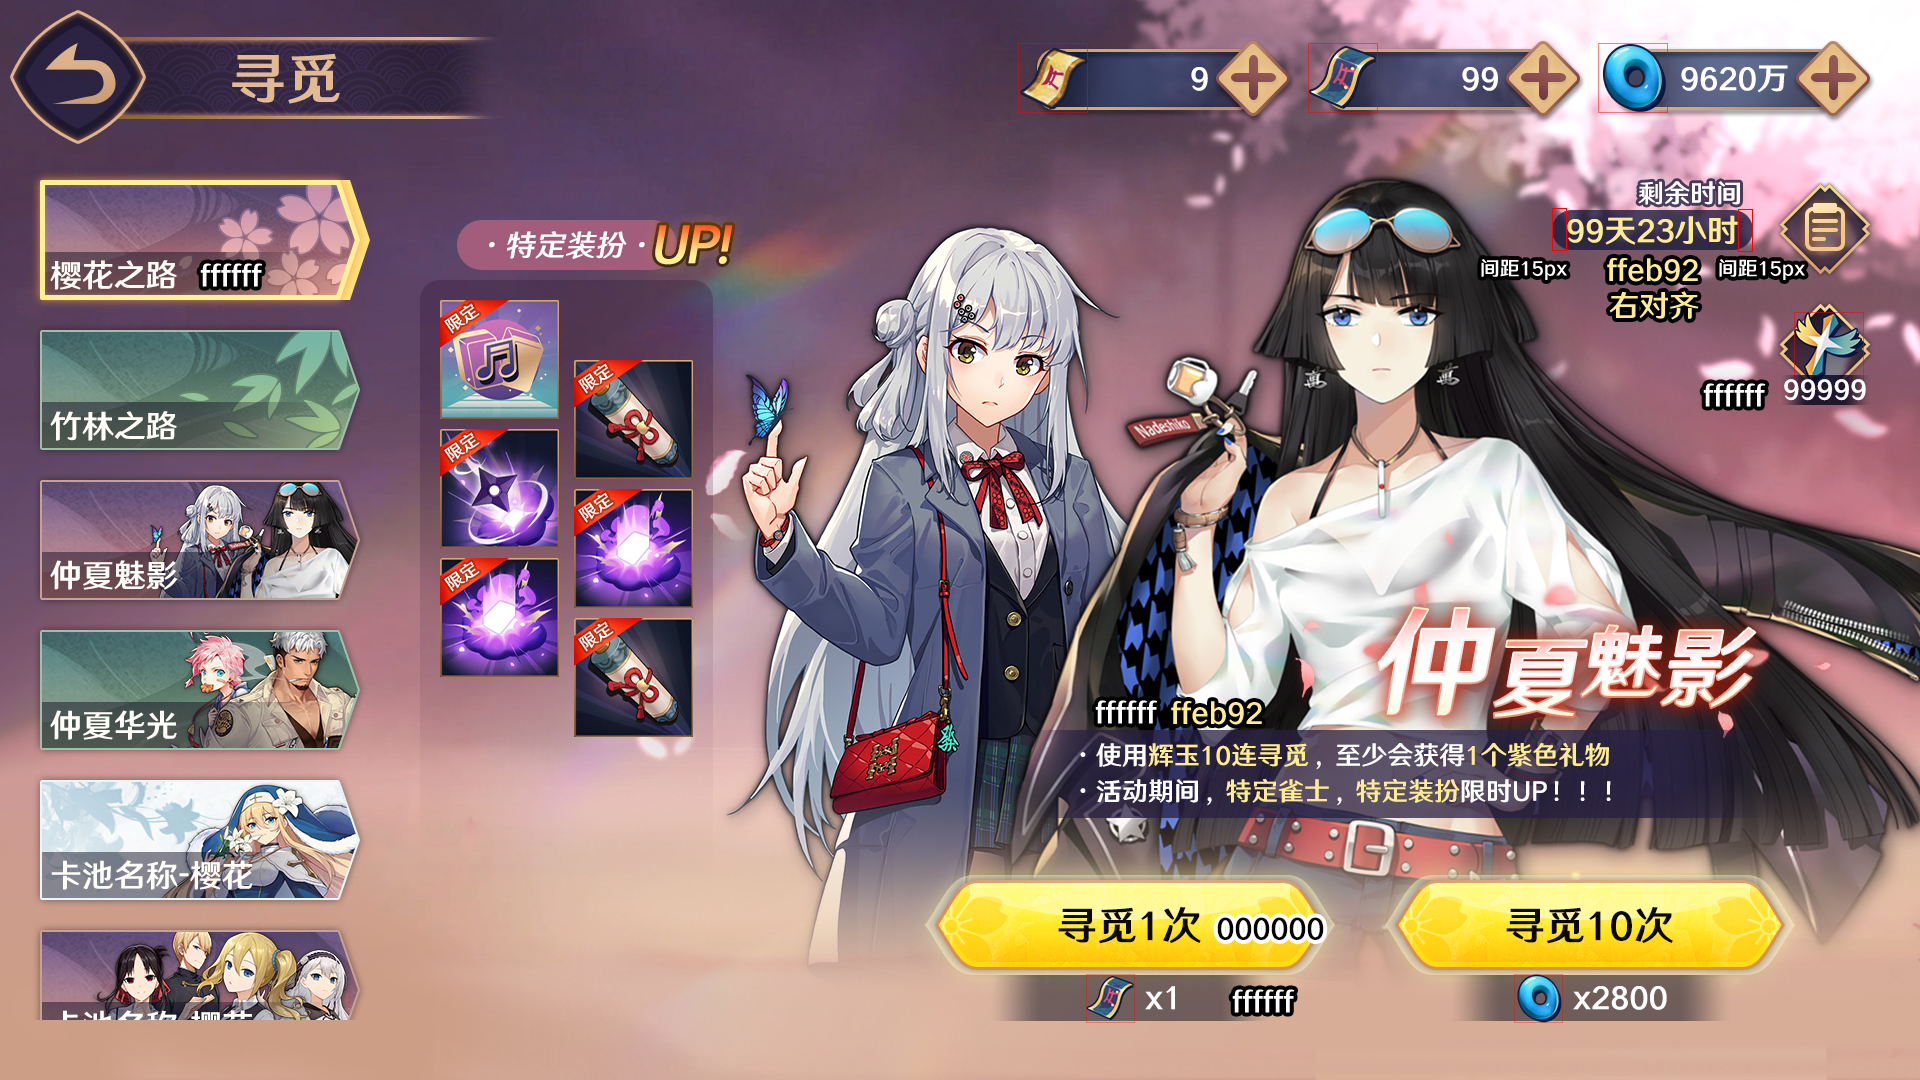 寻觅
9
99
9620万
樱花之路 ffffff
竹林之路
仲夏魅影
仲夏华光
卡池名称-樱花
卡池名称-樱花
·特定装扮· UP!
限定
限定
限定
限定
限定
限定
剩余时间
99天23小时
间距15px ffeb92 间距15px
右对齐
ffffff 99999
Nadeshiko
仲夏魅影
ffffff ffeb92
·使用辉玉10连寻觅，至少会获得1个紫色礼物
·活动期间，特定雀士，特定装扮限时UP！！！
寻觅1次 000000
寻觅10次
x1 ffffff
x2800